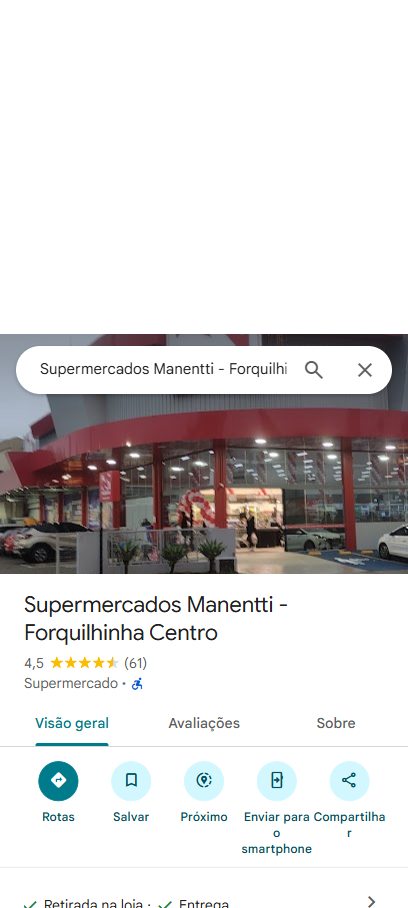 Supermercados Manentti - Forquilhi
Supermercados Manentti -
Forquilhinha Centro
4,5 (61)
Supermercado ·
Visão geral Avaliações Sobre
Rotas Salvar Próximo Enviar para o smartphone Compartilhar
Retirada na loja · Entrega